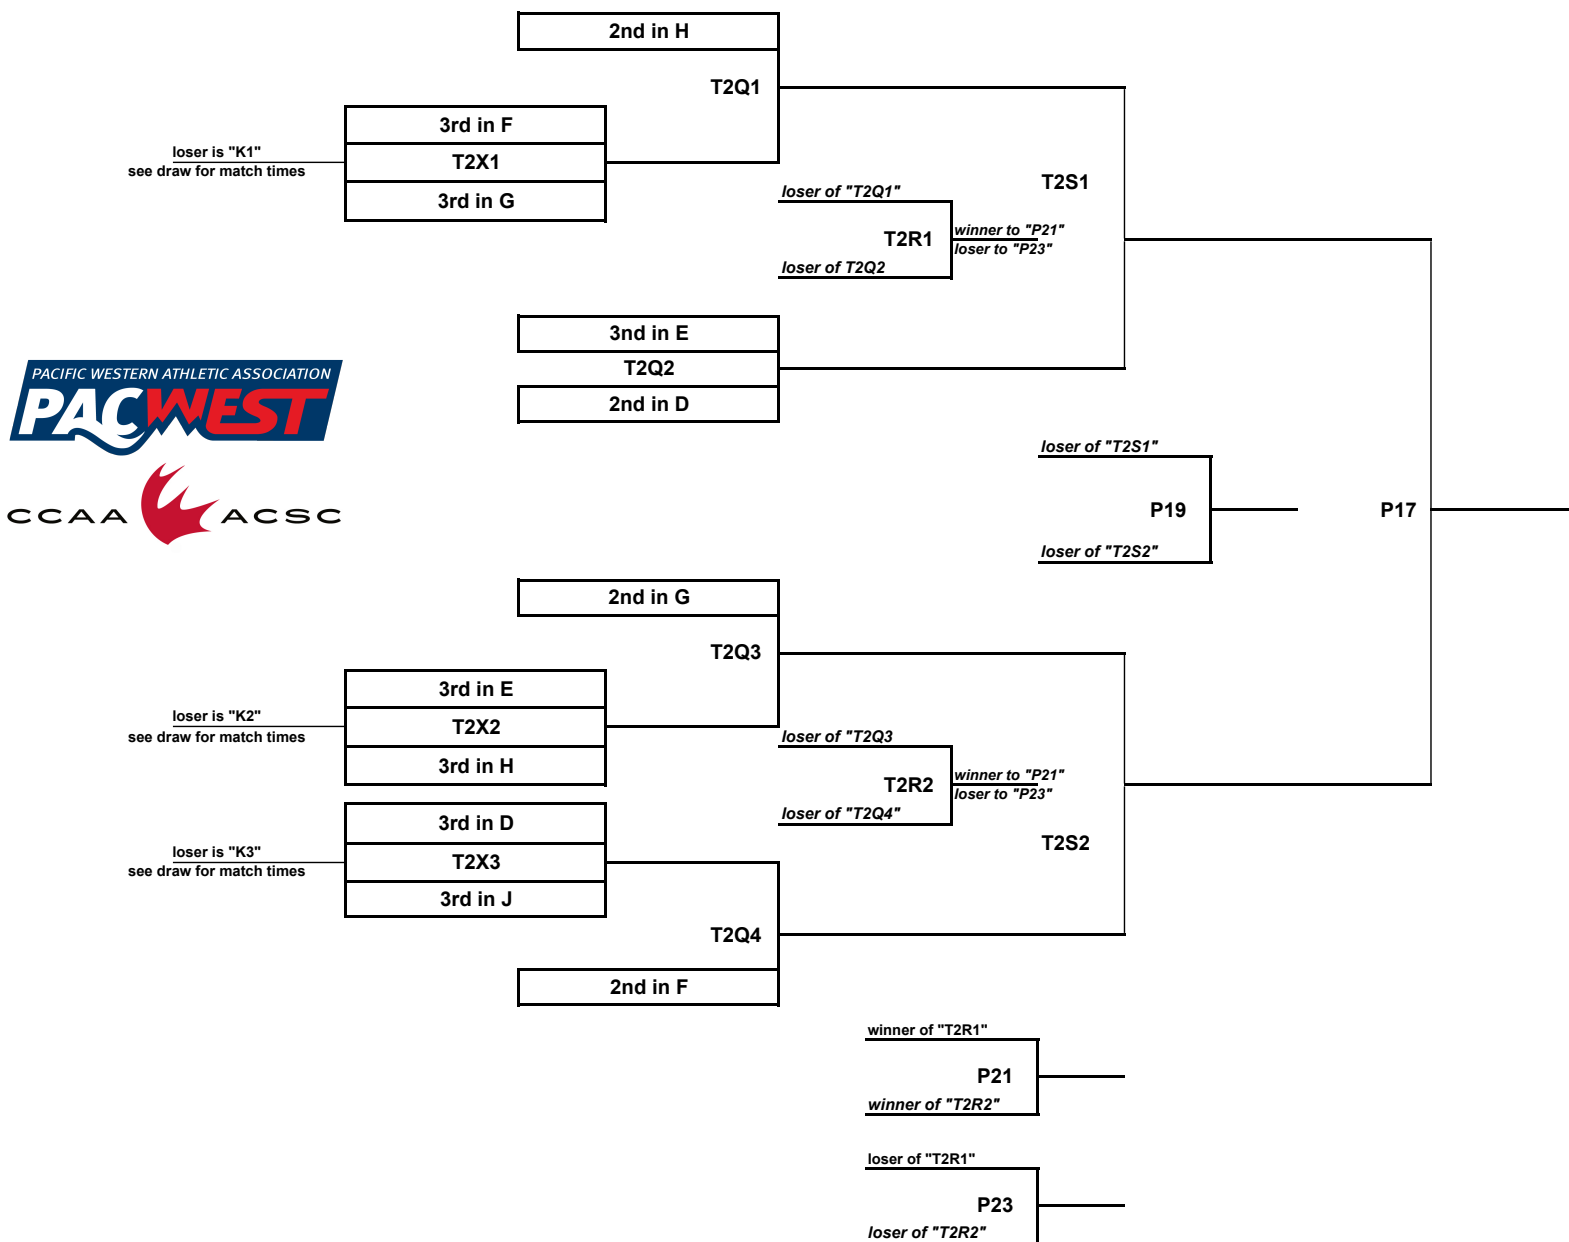 2nd in H
T2Q1
3rd in F
loser is "K1"
T2X1
see draw for match times
3rd in G
T2S1
loser of "T2Q1"
T2R1
winner to "P21"
loser to "P23"
loser of T2Q2
3nd in E
T2Q2
2nd in D
PACIFIC WESTERN ATHLETIC ASSOCIATION
PACWEST
CCAA ACSC
loser of "T2S1"
P19
P17
loser of "T2S2"
2nd in G
T2Q3
3rd in E
loser is "K2"
T2X2
see draw for match times
3rd in H
loser of "T2Q3
T2R2
winner to "P21"
loser to "P23"
loser of "T2Q4"
T2S2
3rd in D
loser is "K3"
T2X3
see draw for match times
3rd in J
T2Q4
2nd in F
winner of "T2R1"
P21
winner of "T2R2"
loser of "T2R1"
P23
loser of "T2R2"